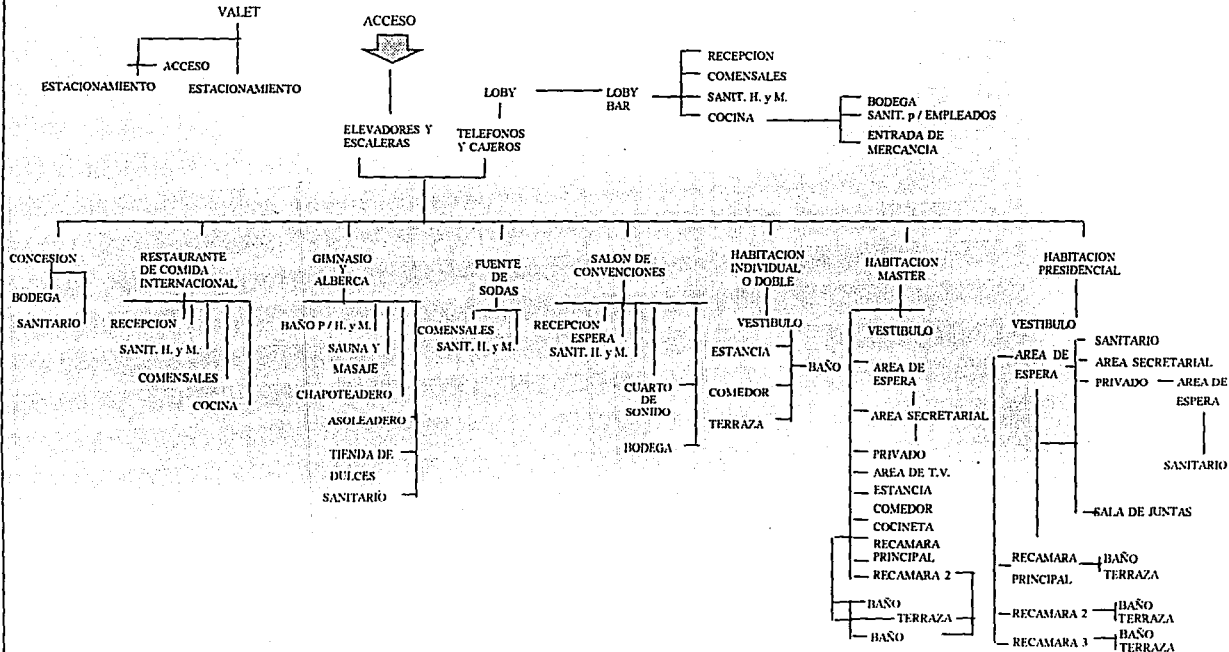 VALET
ACCESO
ESTACIONAMIENTO
ESTACIONAMIENTO
ACCESO
ELEVADORES Y
ESCALERAS
LOBY
TELEFONOS
Y CAJEROS
LOBY
BAR
RECEPCION
COMENSALES
SANIT. H. y M.
COCINA
BODEGA
SANIT. p / EMPLEADOS
ENTRADA DE
MERCANCIA
CONCESION
BODEGA
SANITARIO
RESTAURANTE
DE COMIDA
INTERNACIONAL
RECEPCION
SANIT. H. y M.
COMENSALES
COCINA
GIMNASIO
Y
ALBERCA
BAÑO P / H. y M.
SAUNA Y
MASAJE
CHAPOTEADERO
ASOLEADERO
TIENDA DE
DULCES
SANITARIO
FUENTE
DE
SODAS
COMENSALES
SANIT. H. y M.
SALON DE
CONVENCIONES
RECEPCION
ESPERA
SANIT. H. y M.
CUARTO
DE
SONIDO
BODEGA
HABITACION
INDIVIDUAL
O DOBLE
VESTIBULO
ESTANCIA
BAÑO
COMEDOR
TERRAZA
HABITACION
MASTER
VESTIBULO
AREA DE
ESPERA
AREA SECRETARIAL
PRIVADO
AREA DE T.V.
ESTANCIA
COMEDOR
COCINETA
RECAMARA
PRINCIPAL
RECAMARA 2
BAÑO
TERRAZA
BAÑO
HABITACION
PRESIDENCIAL
VESTIBULO
AREA DE
ESPERA
SANITARIO
AREA SECRETARIAL
PRIVADO
AREA DE
ESPERA
SANITARIO
SALA DE JUNTAS
RECAMARA
PRINCIPAL
BAÑO
TERRAZA
RECAMARA 2
BAÑO
TERRAZA
RECAMARA 3
BAÑO
TERRAZA